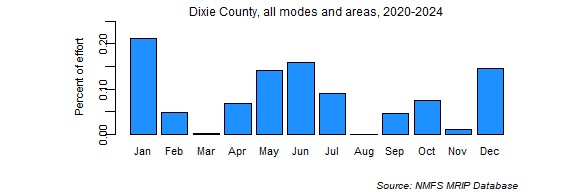 Dixie County, all modes and areas, 2020-2024
Percent of effort
0.20
0.10
0.00
Jan Feb Mar Apr May Jun Jul Aug Sep Oct Nov Dec
Source: NMFS MRIP Database